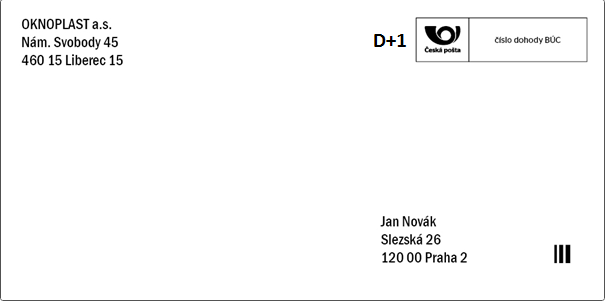 OKNOPLAST a.s.
Nám. Svobody 45
460 15 Liberec 15
D+1
Česká pošta
číslo dohody BÚC
Jan Novák
Slezská 26
120 00 Praha 2